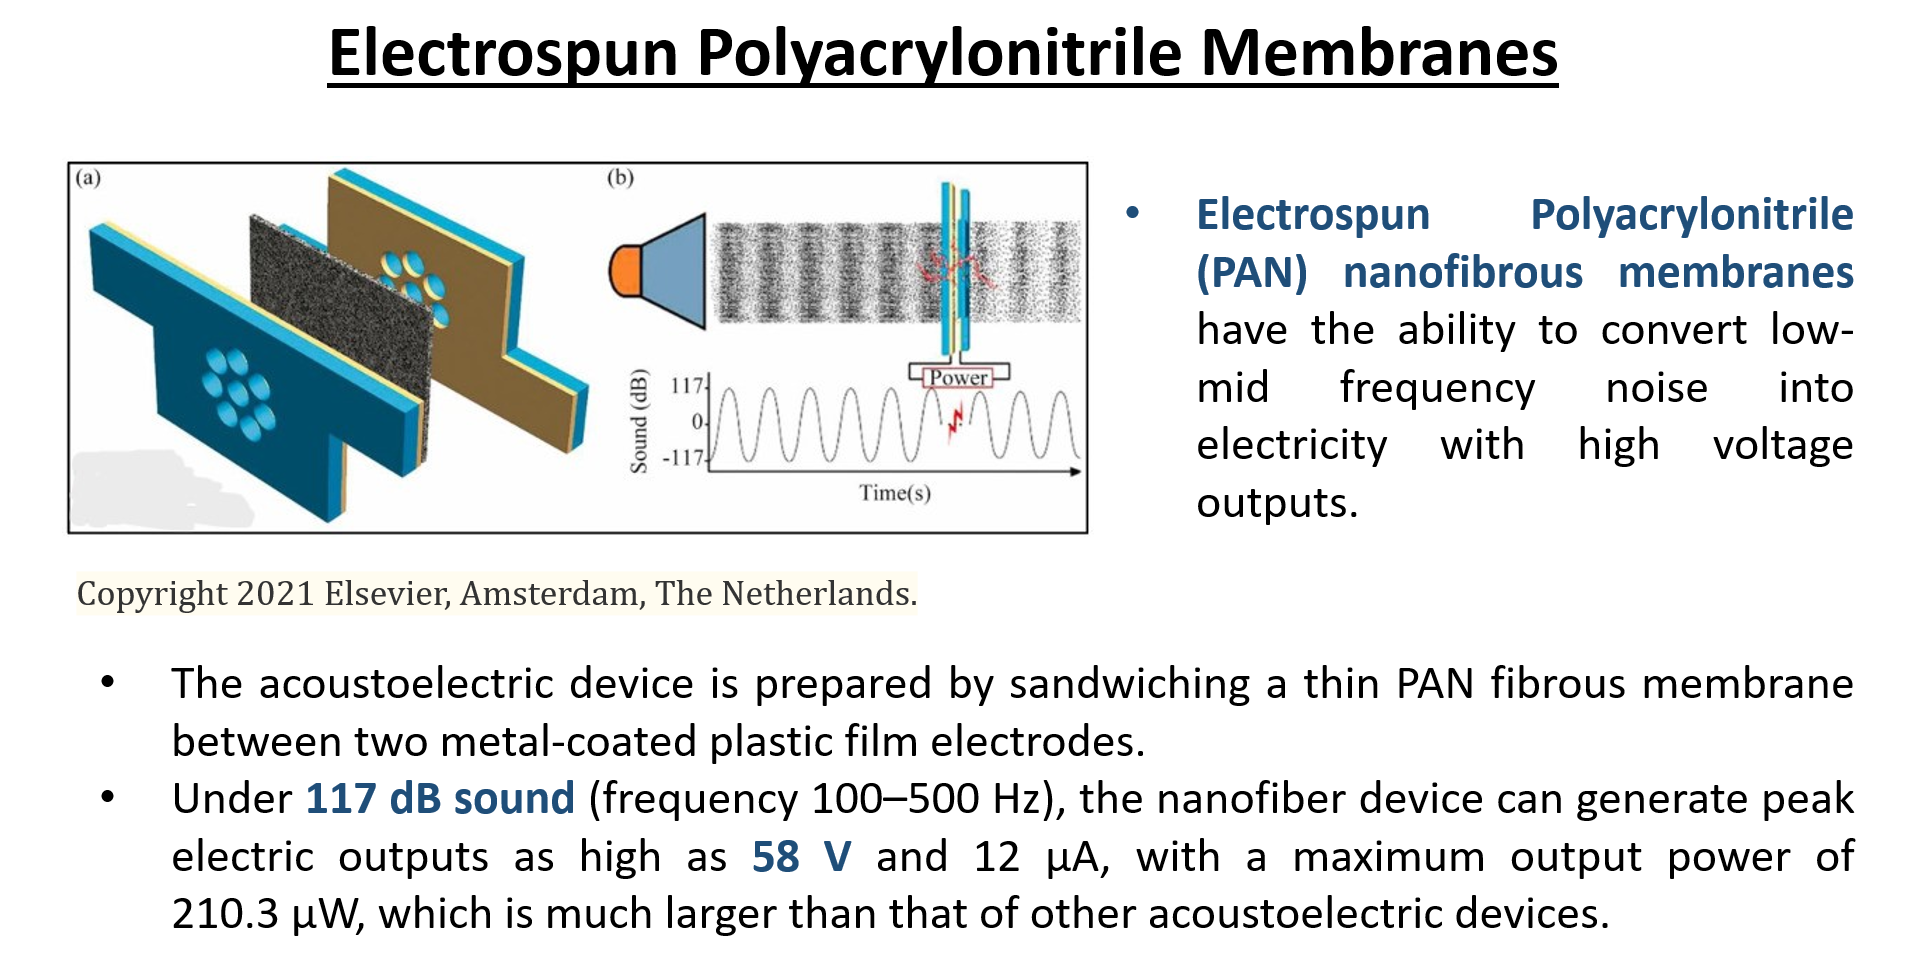 Electrospun Polyacrylonitrile Membranes
(a)
(b)
Power
Sound (dB)
117
0
-117
Time(s)
• Electrospun Polyacrylonitrile
(PAN) nanofibrous membranes
have the ability to convert low-
mid frequency noise into
electricity with high voltage
outputs.
Copyright 2021 Elsevier, Amsterdam, The Netherlands.
• The acoustoelectric device is prepared by sandwiching a thin PAN fibrous membrane
between two metal-coated plastic film electrodes.
• Under 117 dB sound (frequency 100–500 Hz), the nanofiber device can generate peak
electric outputs as high as 58 V and 12 μA, with a maximum output power of
210.3 μW, which is much larger than that of other acoustoelectric devices.